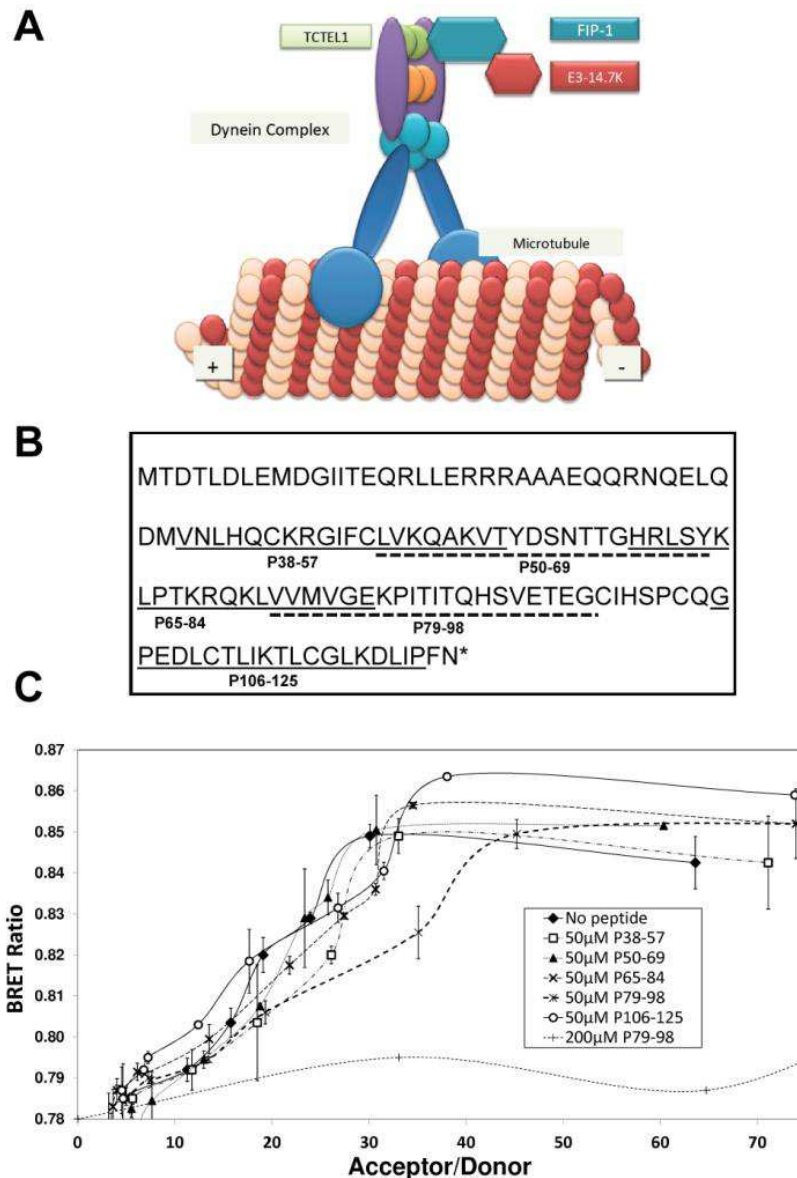 A
TCTEL1
FIP-1
E3-14.7K
Dynein Complex
Microtubule
+
-
B
MTDTLDLEMDGIITEQRLLERRRAAAEQQRNQELQ
DMVNLHQCKRGIFCLVKQAKVTYDSNTTGHRLSYK
P38-57
P50-69
LPTKRQKLVVMVGEKPITITQHSVETEGCIHSPCQG
P65-84
P79-98
PEDLCTLIKTLCGLKDLIPFN*
P106-125
C
0.87
0.86
0.85
0.84
0.83
0.82
0.81
0.80
0.79
0.78
BRET Ratio
No peptide
50µM P38-57
50µM P50-69
50µM P65-84
50µM P79-98
50µM P106-125
200µM P79-98
0 10 20 30 40 50 60 70
Acceptor/Donor